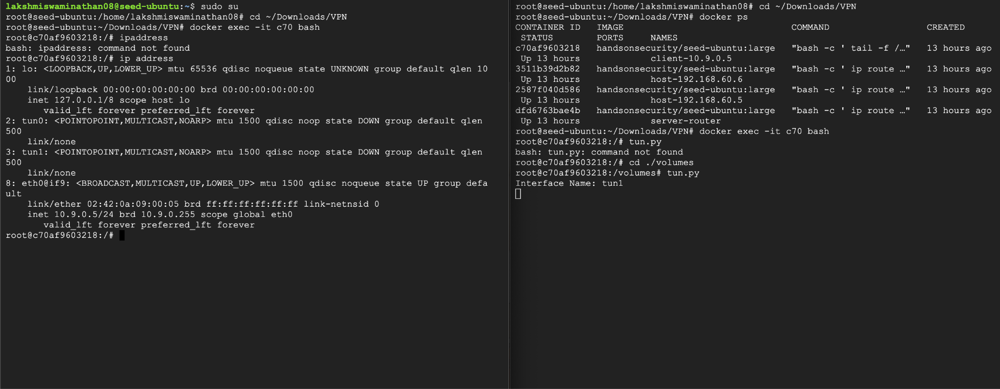 lakshmiswaminathan08@seed-ubuntu:~$ sudo su
root@seed-ubuntu:/home/lakshmiswaminathan08# cd ~/Downloads/VPN
root@seed-ubuntu:~/Downloads/VPN# docker exec -it c70 bash
root@c70af9603218:/# ipaddress
bash: ipaddress: command not found
root@c70af9603218:/# ip address
1: lo: <LOOPBACK,UP,LOWER_UP> mtu 65536 qdisc noqueue state UNKNOWN group default qlen 10
00
    link/loopback 00:00:00:00:00:00 brd 00:00:00:00:00:00
    inet 127.0.0.1/8 scope host lo
       valid_lft forever preferred_lft forever
2: tun0: <POINTOPOINT,MULTICAST,NOARP> mtu 1500 qdisc noop state DOWN group default qlen
500
    link/none
3: tun1: <POINTOPOINT,MULTICAST,NOARP> mtu 1500 qdisc noop state DOWN group default qlen
500
    link/none
8: eth0@if9: <BROADCAST,MULTICAST,UP,LOWER_UP> mtu 1500 qdisc noqueue state UP group defa
ult
    link/ether 02:42:0a:09:00:05 brd ff:ff:ff:ff:ff:ff link-netnsid 0
    inet 10.9.0.5/24 brd 10.9.0.255 scope global eth0
       valid_lft forever preferred_lft forever
root@c70af9603218:/#
root@seed-ubuntu:/home/lakshmiswaminathan08# cd ~/Downloads/VPN
root@seed-ubuntu:~/Downloads/VPN# docker ps
CONTAINER ID   IMAGE                               COMMAND                  CREATED
 STATUS        PORTS     NAMES
c70af9603218   handsonsecurity/seed-ubuntu:large   "bash -c ' tail -f /…"   13 hours ago
 Up 13 hours             client-10.9.0.5
3511b39d2b82   handsonsecurity/seed-ubuntu:large   "bash -c ' ip route …"   13 hours ago
 Up 13 hours             host-192.168.60.6
2587f040d586   handsonsecurity/seed-ubuntu:large   "bash -c ' ip route …"   13 hours ago
 Up 13 hours             host-192.168.60.5
dfd6763bae4b   handsonsecurity/seed-ubuntu:large   "bash -c ' ip route …"   13 hours ago
 Up 13 hours             server-router
root@seed-ubuntu:~/Downloads/VPN# docker exec -it c70 bash
root@c70af9603218:/# tun.py
bash: tun.py: command not found
root@c70af9603218:/# cd ./volumes
root@c70af9603218:/volumes# tun.py
Interface Name: tun1